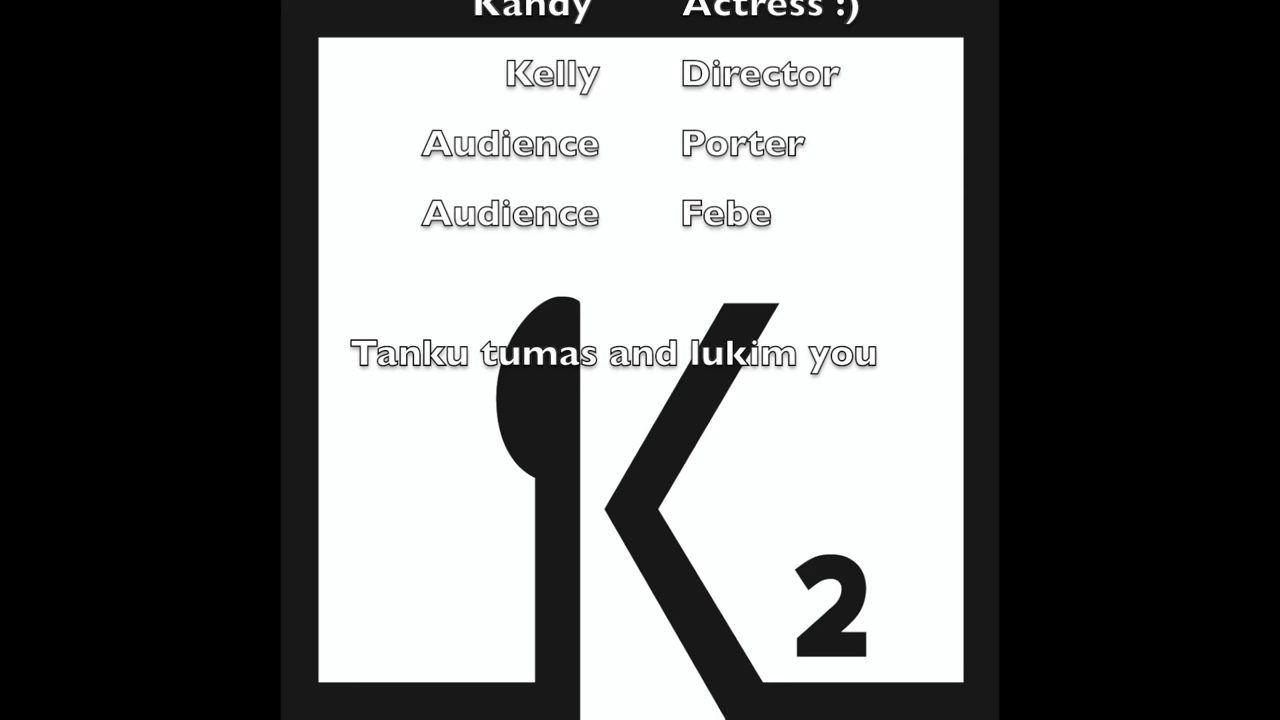 Kandy Actress :)
Kelly Director
Audience Porter
Audience Febe
Tanku tumas and lukim you
K
2